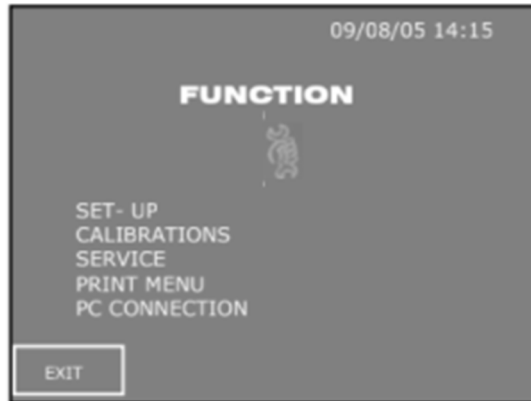 09/08/05 14:15
FUNCTION
SET- UP
CALIBRATIONS
SERVICE
PRINT MENU
PC CONNECTION
EXIT